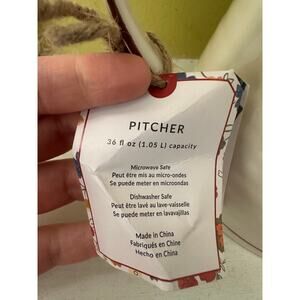 PITCHER
36 fl oz (1.05 L) capacity
Microwave Safe
Peut être mis au micro-ondes
Se puede meter en microondas
Dishwasher Safe
Peut être lavé au lave-vaisselle
Se puede meter en lavavajillas
Made in China
Fabriqués en Chine
Hecho en China